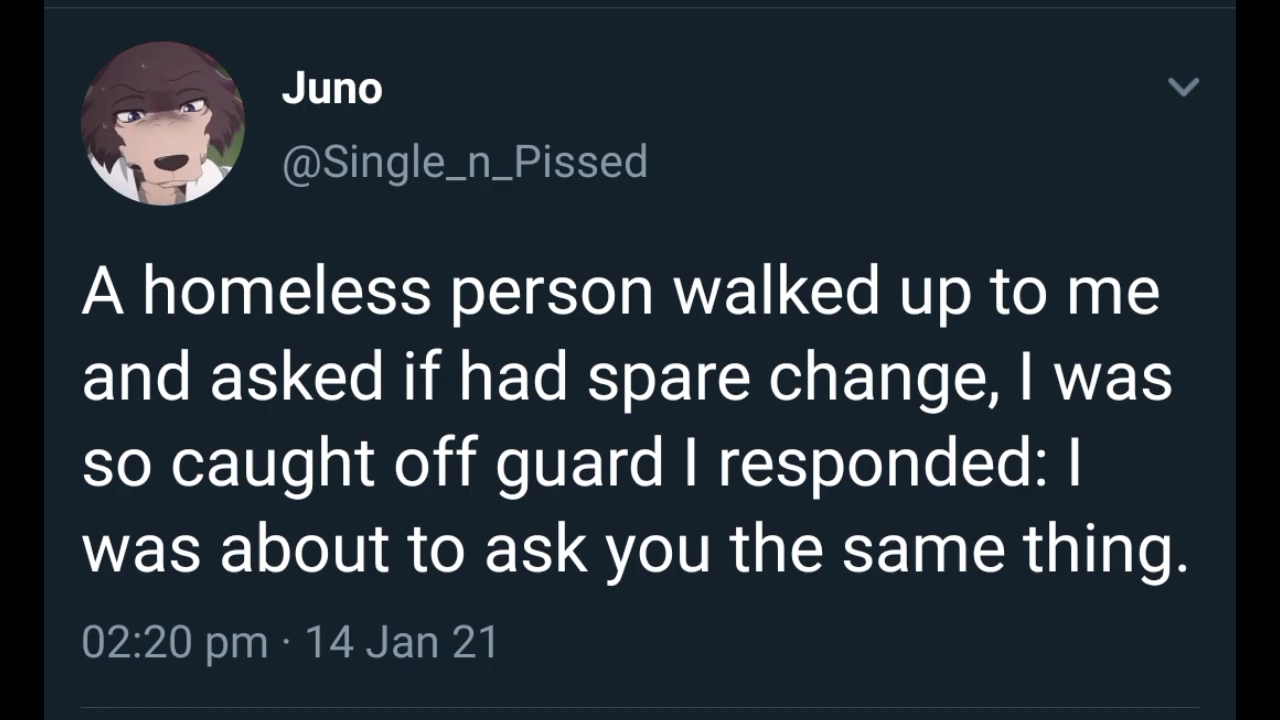 Juno
@Single_n_Pissed
A homeless person walked up to me
and asked if had spare change, I was
so caught off guard I responded: I
was about to ask you the same thing.
02:20 pm · 14 Jan 21